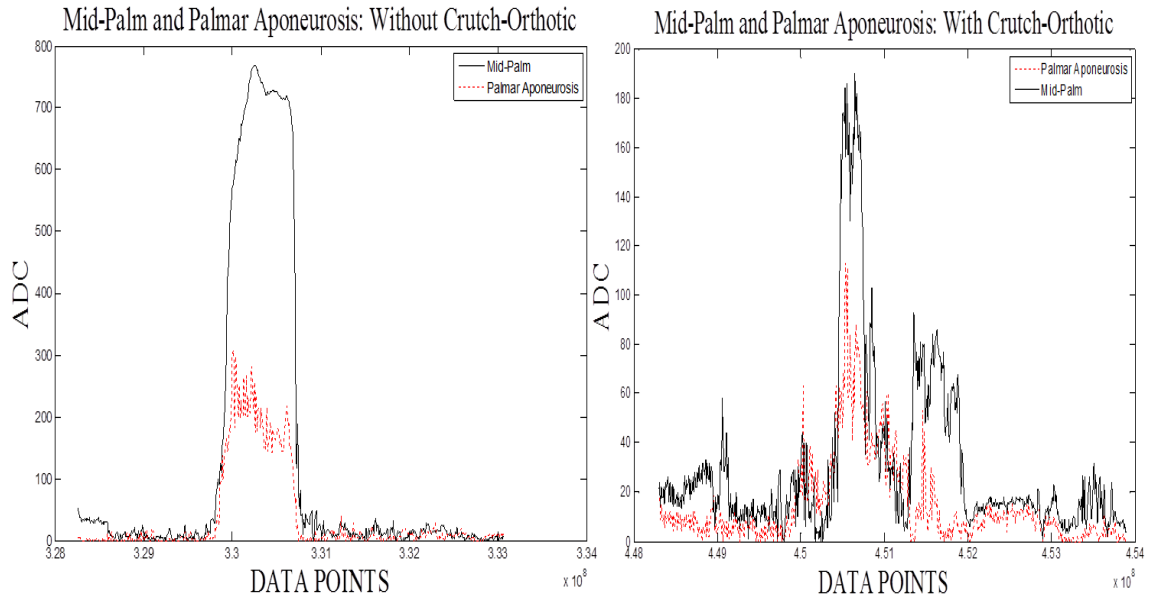 Mid-Palm and Palmar Aponeurosis: Without Crutch-Orthotic
800
700
600
500
400
300
200
100
0
ADC
Mid-Palm
Palmar Aponeurosis
3.28
3.29
3.3
3.31
3.32
3.33
3.34
x 10^8
DATA POINTS
Mid-Palm and Palmar Aponeurosis: With Crutch-Orthotic
200
180
160
140
120
100
80
60
40
20
0
ADC
Palmar Aponeurosis
Mid-Palm
4.48
4.49
4.5
4.51
4.52
4.53
4.54
x 10^8
DATA POINTS